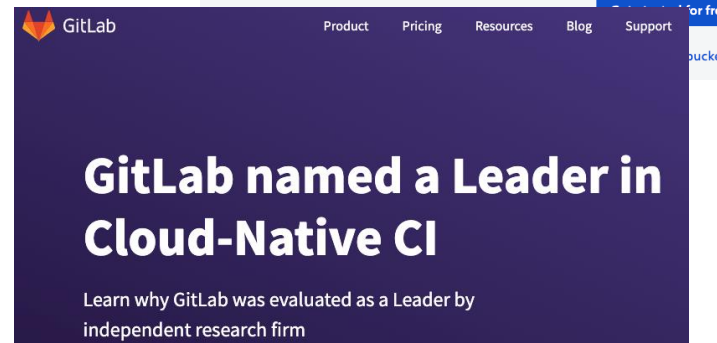 GitLab
Product Pricing Resources Blog Support
GitLab named a Leader in
Cloud-Native CI
Learn why GitLab was evaluated as a Leader by
independent research firm